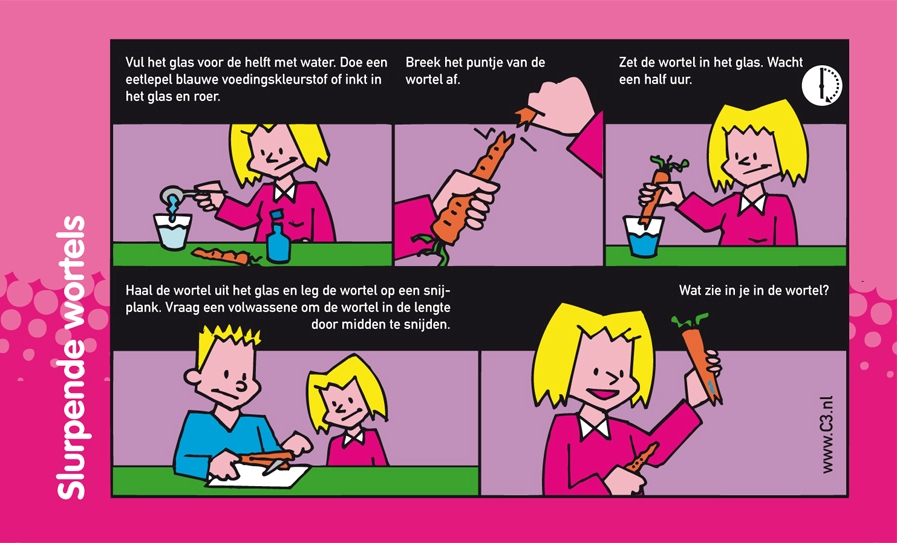 Slurpende wortels
Vul het glas voor de helft met water. Doe een
eetlepel blauwe voedingskleurstof of inkt in
het glas en roer.
Breek het puntje van de
wortel af.
Zet de wortel in het glas. Wacht
een half uur.
Haal de wortel uit het glas en leg de wortel op een snij-
plank. Vraag een volwassene om de wortel in de lengte
door midden te snijden.
Wat zie in je in de wortel?
www.C3.nl